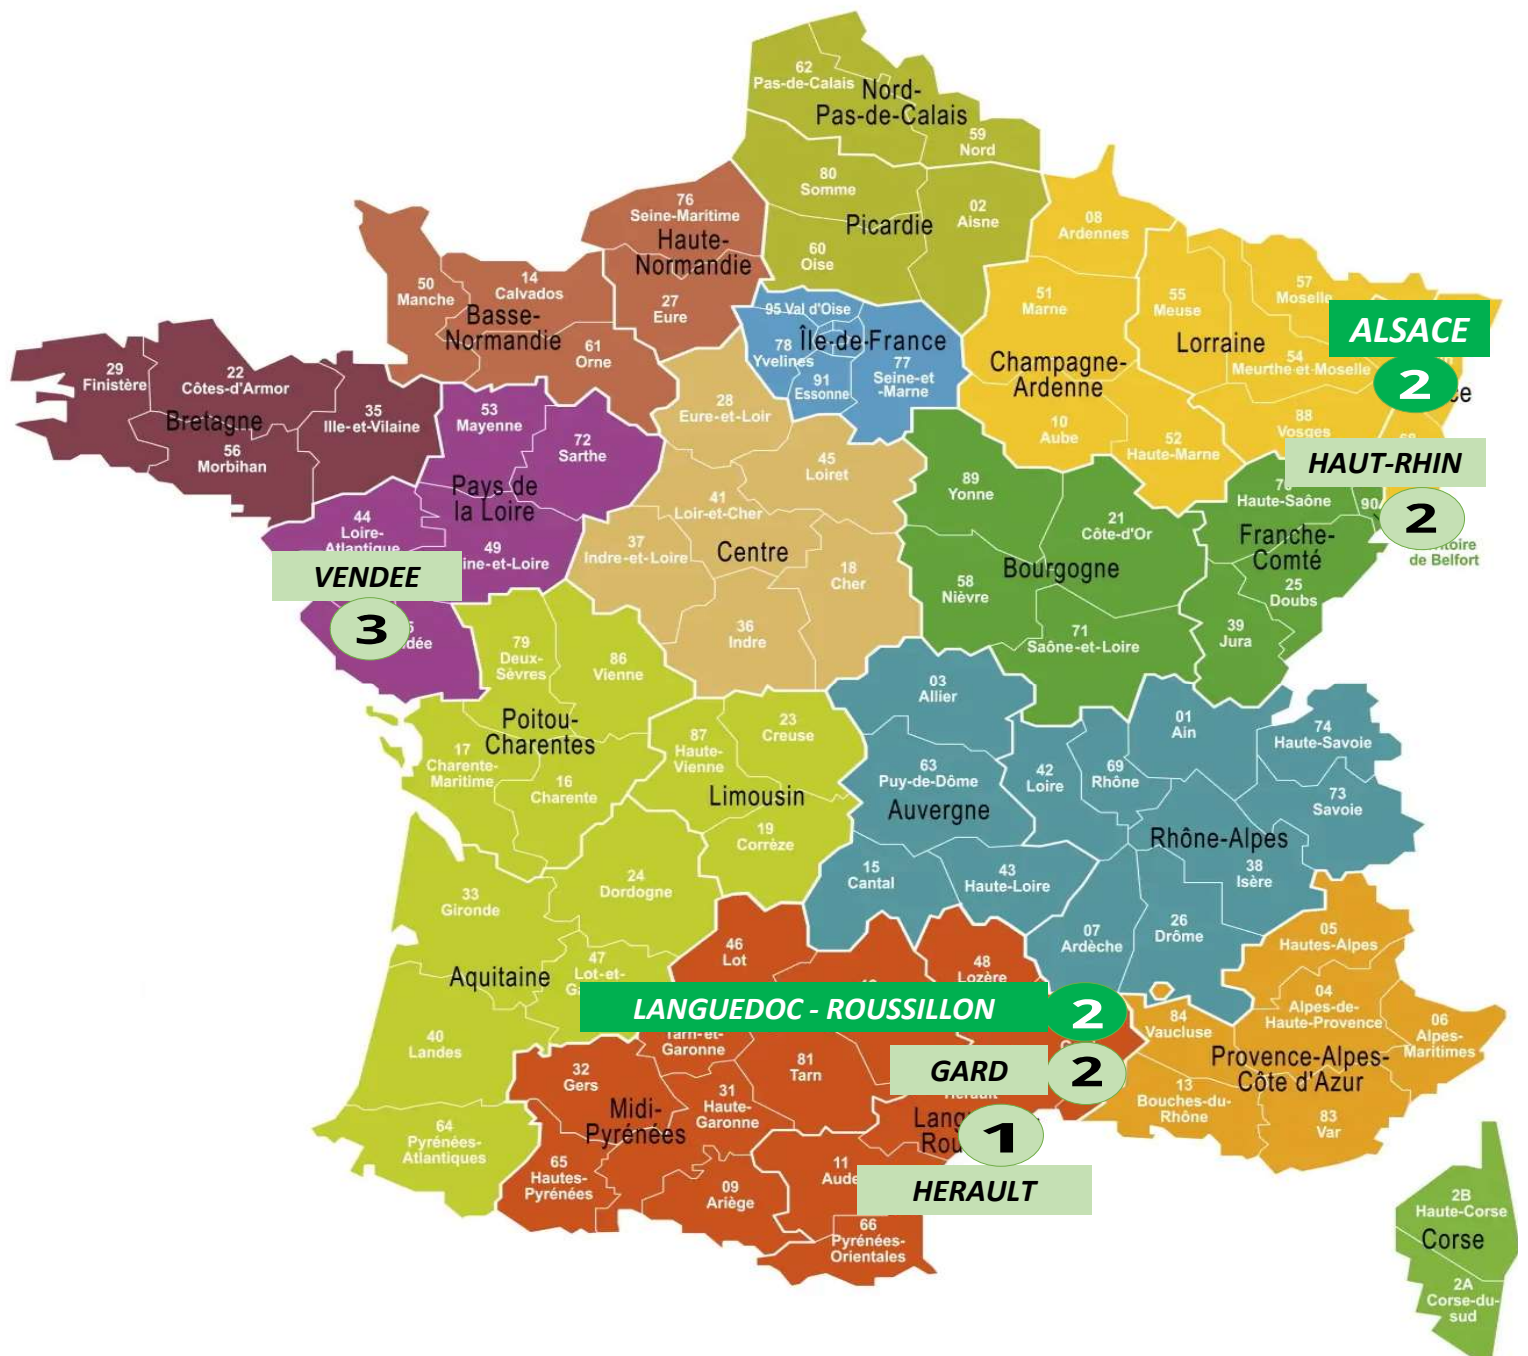 62
Pas-de-Calais
Nord-
Pas-de-Calais
59
Nord
80
Somme
02
Aisne
Picardie
60
Oise
76
Seine-Maritime
Haute-
Normandie
27
Eure
50
Manche
14
Calvados
Basse-
Normandie
61
Orne
08
Ardennes
51
Marne
Champagne-
Ardenne
10
Aube
52
Haute-Marne
55
Meuse
57
Moselle
Lorraine
54
Meurthe-et-Moselle
88
Vosges
ALSACE
2
HAUT-RHIN
2
95 Val d'Oise
Île-de-France
78
Yvelines
91
Essonne
77
Seine-et
-Marne
29
Finistère
22
Côtes-d'Armor
Bretagne
35
Ille-et-Vilaine
56
Morbihan
53
Mayenne
72
Sarthe
Pays de
la Loire
44
Loire-
Atlantique
49
VENDEE
3
28
Eure-et-Loir
45
Loiret
41
Loir-et-Cher
37
Indre-et-Loire
Centre
18
Cher
36
Indre
89
Yonne
21
Côte-d'Or
Bourgogne
58
Nièvre
71
Saône-et-Loire
Haute-Saône
90
Franche-
Comté
de Belfort
25
Doubs
39
Jura
79
Deux-
Sèvres
86
Vienne
Poitou-
Charentes
17
Charente-
Maritime
16
Charente
87
Haute-
Vienne
23
Creuse
Limousin
19
Corrèze
03
Allier
63
Puy-de-Dôme
Auvergne
15
Cantal
43
Haute-Loire
42
Loire
69
Rhône
01
Ain
74
Haute-Savoie
73
Savoie
Rhône-Alpes
38
Isère
07
Ardèche
26
Drôme
24
Dordogne
33
Gironde
Aquitaine
47
Lot-et-
40
Landes
64
Pyrénées-
Atlantiques
46
Lot
48
Lozère
LANGUEDOC - ROUSSILLON
2
Tarn-et-
Garonne
81
Tarn
GARD
2
32
Gers
31
Haute-
Garonne
Midi-
Pyrénées
65
Hautes-
Pyrénées
09
Ariège
1
11
Aude
HERAULT
66
Pyrénées-
Orientales
05
Hautes-Alpes
04
Alpes-de-
Haute-Provence
06
Alpes-
Maritimes
84
Vaucluse
Provence-Alpes-
Côte d'Azur
13
Bouches-du-
Rhône
83
Var
2B
Haute-Corse
Corse
2A
Corse-du-
sud